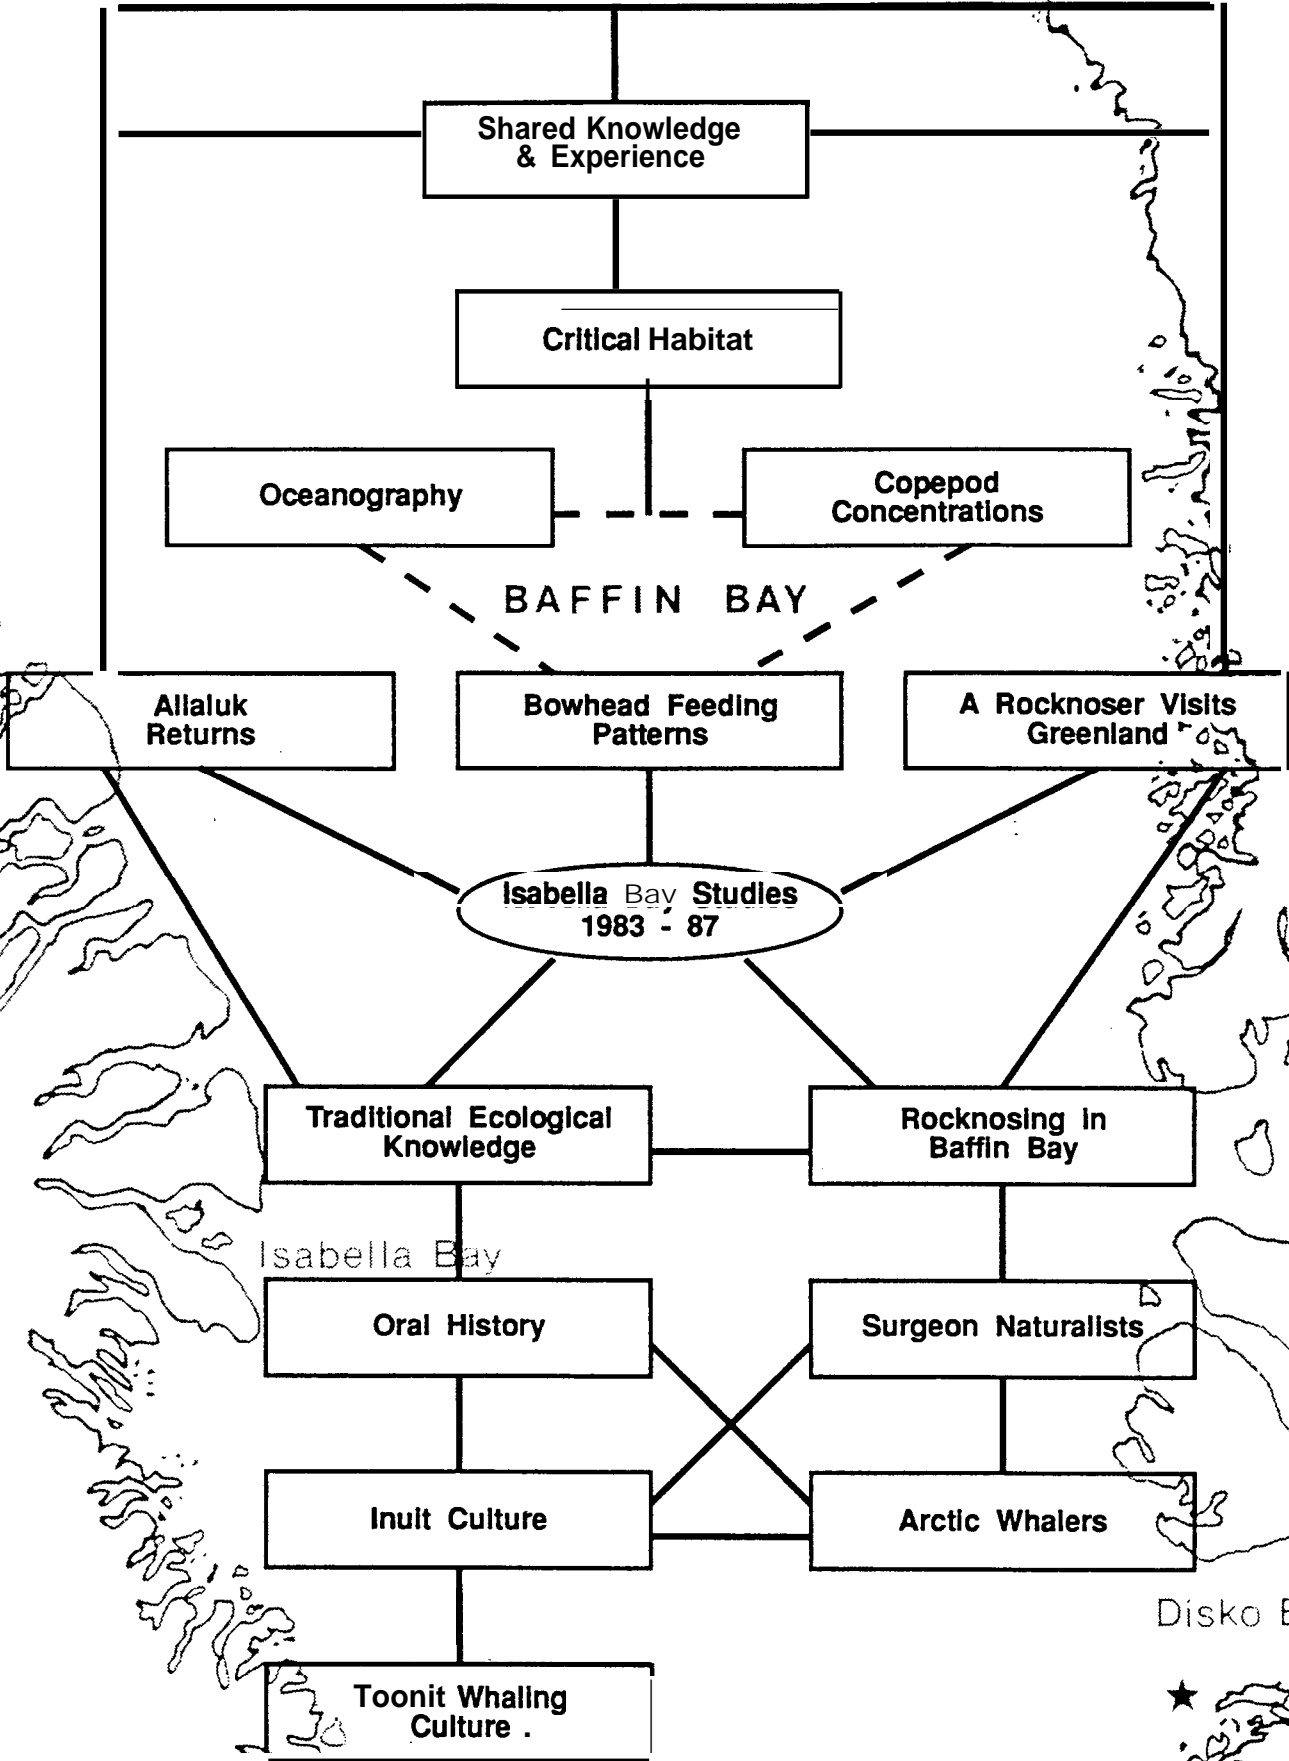 Shared Knowledge
& Experience
Critical Habitat
Oceanography
Copepod
Concentrations
BAFFIN BAY
Allaluk
Returns
Bowhead Feeding
Patterns
A Rocknoser Visits
Greenland
Isabella Bay Studies
1983 - 87
Traditional Ecological
Knowledge
Rocknosing in
Baffin Bay
Isabella Bay
Oral History
Surgeon Naturalists
Inuit Culture
Arctic Whalers
Disko
Toonit Whaling
Culture .